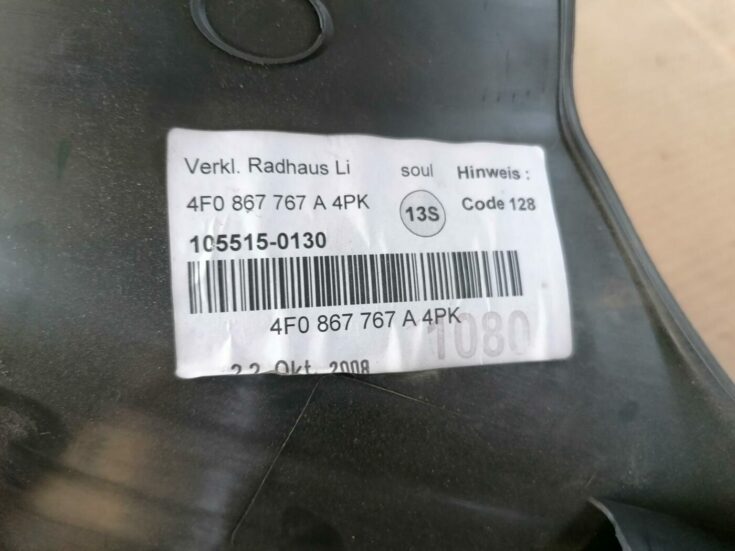 Verkl. Radhaus Li soul Hinweis :
4F0 867 767 A 4PK 13S Code 128
105515-0130
4F0 867 767 A 4PK
1080
22 Okt. 2008